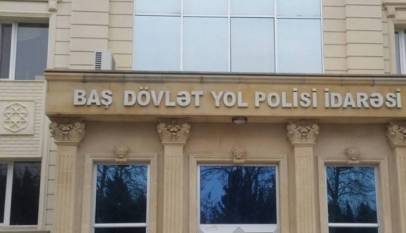 BAŞ DÖVLƏT YOL POLİSİ İDARƏSİ